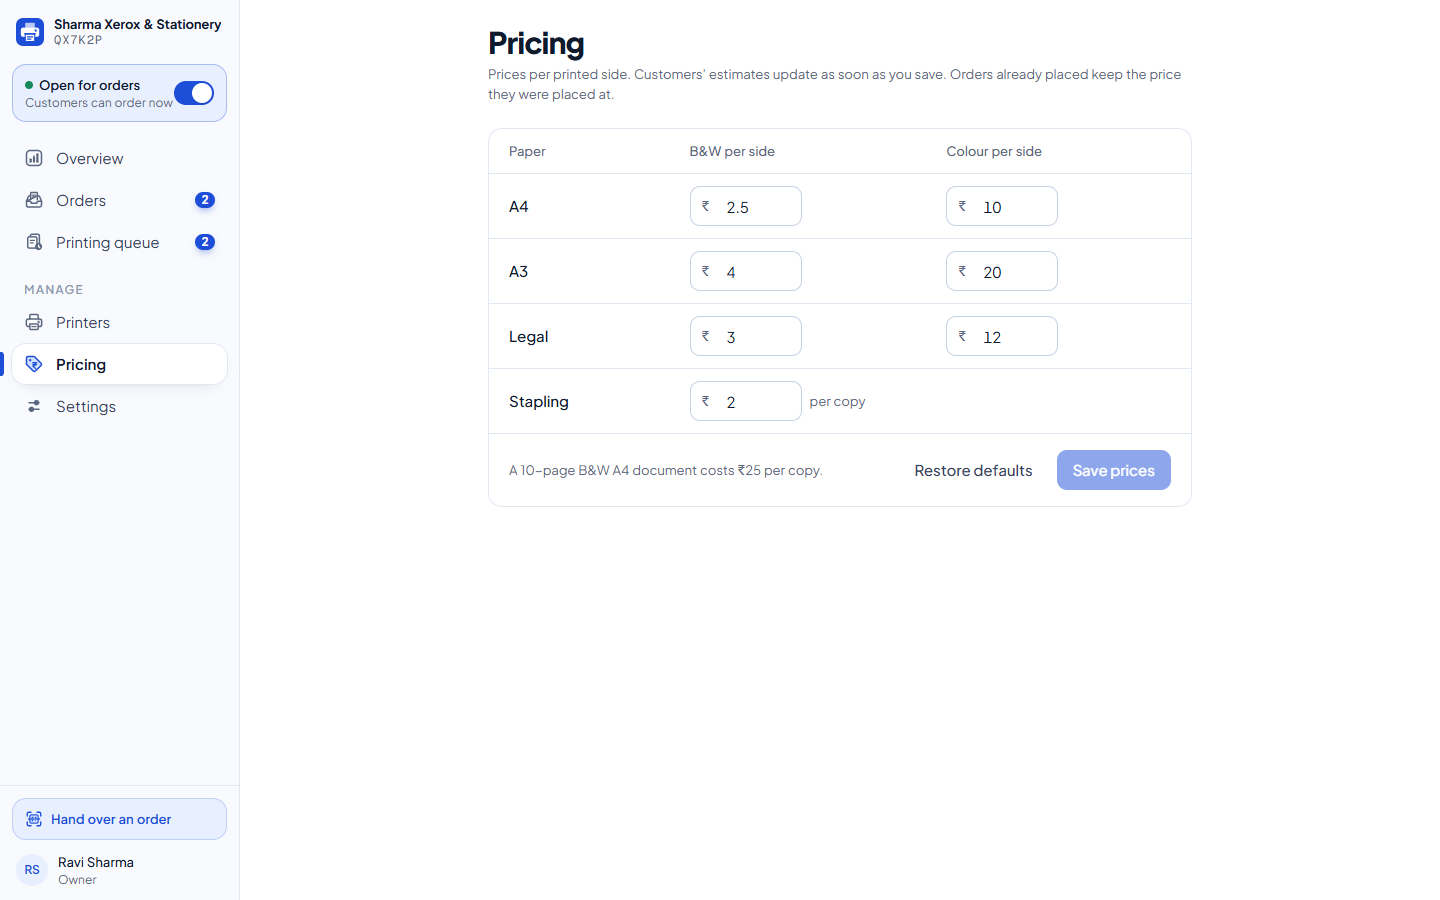 Sharma Xerox & Stationery
QX7K2P
Open for orders
Customers can order now
Overview
Orders 2
Printing queue 2
MANAGE
Printers
Pricing
Settings
Hand over an order
RS
Ravi Sharma
Owner
Pricing
Prices per printed side. Customers' estimates update as soon as you save. Orders already placed keep the price
they were placed at.
Paper B&W per side Colour per side
A4 ₹ 2.5 ₹ 10
A3 ₹ 4 ₹ 20
Legal ₹ 3 ₹ 12
Stapling ₹ 2 per copy
A 10-page B&W A4 document costs ₹25 per copy. Restore defaults Save prices